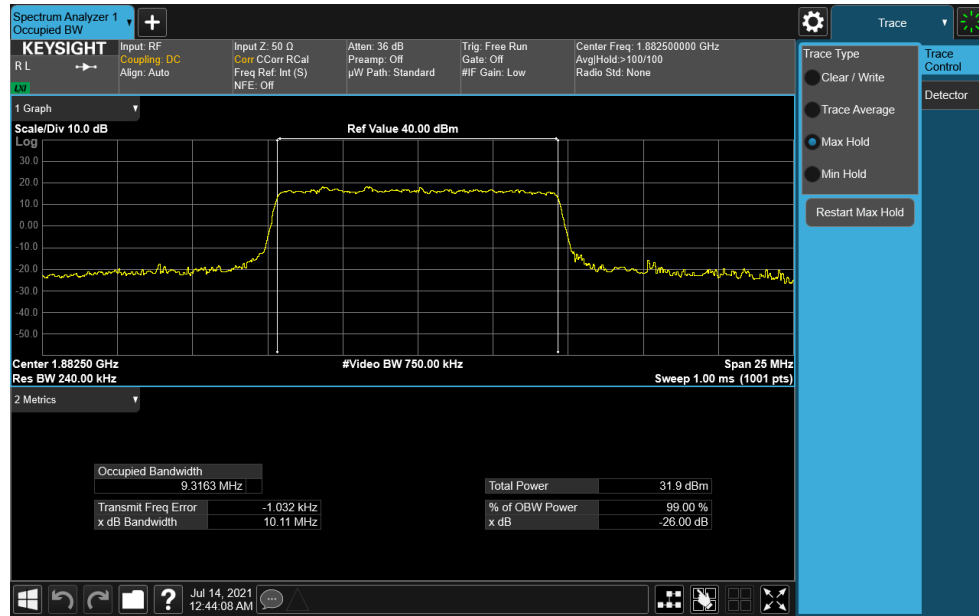 Spectrum Analyzer 1
Occupied BW
Trace
KEYSIGHT
R L
LXI
Input: RF
Coupling: DC
Align: Auto
Input Z: 50 Ω
Corr CCorr RCal
Freq Ref: Int (S)
NFE: Off
Atten: 36 dB
Preamp: Off
µW Path: Standard
Trig: Free Run
Gate: Off
#IF Gain: Low
Center Freq: 1.882500000 GHz
Avg|Hold:>100/100
Radio Std: None
Trace Type
Clear / Write
Trace Average
Max Hold
Min Hold
Restart Max Hold
Trace
Control
Detector
1 Graph
Scale/Div 10.0 dB
Ref Value 40.00 dBm
Log
30.0
20.0
10.0
0.00
-10.0
-20.0
-30.0
-40.0
-50.0
Center 1.88250 GHz
#Video BW 750.00 kHz
Span 25 MHz
Res BW 240.00 kHz
Sweep 1.00 ms (1001 pts)
2 Metrics
Occupied Bandwidth
9.3163 MHz
Total Power 31.9 dBm
Transmit Freq Error -1.032 kHz
% of OBW Power 99.00 %
x dB Bandwidth 10.11 MHz
x dB -26.00 dB
?
Jul 14, 2021
12:44:08 AM